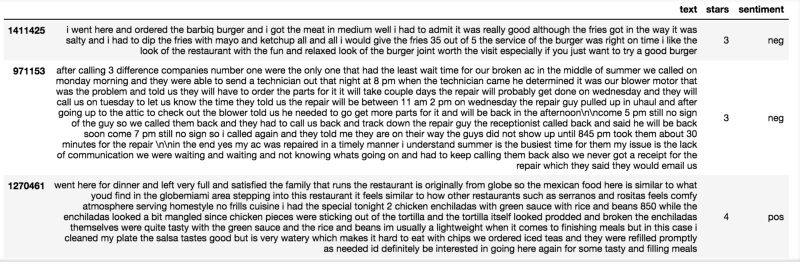 text stars sentiment
1411425 i went here and ordered the barbiq burger and i got the meat in medium well i had to admit it was really good although the fries got in the way it was
salty and i had to dip the fries with mayo and ketchup all and all i would give the fries 35 out of 5 the service of the burger was right on time i like the
look of the restaurant with the fun and relaxed look of the burger joint worth the visit especially if you just want to try a good burger 3 neg
971153 after calling 3 difference companies number one were the only one that had the least wait time for our broken ac in the middle of summer we called on
monday morning and they were able to send a technician out that night at 8 pm when the technician came he determined it was our blower motor that
was the problem and told us they will have to order the parts for it it will take couple days the repair will probably get done on wednesday and they will
call us on tuesday to let us know the time they told us the repair will be between 11 am 2 pm on wednesday the repair guy pulled up in uhaul and after
going up to the attic to check out the blower told us he needed to go get more parts for it and will be back in the afternoon\n\ncome 5 pm still no sign
of the guy so we called them back and they had to call us back and track down the repair guy the receptionist called back and said he will be back
soon come 7 pm still no sign so i called again and they told me they are on their way the guys did not show up until 845 pm took them about 30
minutes for the repair \n\nin the end yes my ac was repaired in a timely manner i understand summer is the busiest time for them my issue is the lack
of communication we were waiting and waiting and not knowing whats going on and had to keep calling them back also we never got a receipt for the
repair which they said they would email us 3 neg
1270461 went here for dinner and left very full and satisfied the family that runs the restaurant is originally from globe so the mexican food here is similar to what
youd find in the globemiami area stepping into this restaurant it feels similar to how other restaurants such as serranos and rositas feels comfy
atmosphere serving homestyle no frills cuisine i had the special tonight 2 chicken enchiladas with green sauce with rice and beans 850 while the
enchiladas looked a bit mangled since chicken pieces were sticking out of the tortilla and the tortilla itself looked prodded and broken the enchiladas
themselves were quite tasty with the green sauce and the rice and beans im usually a lightweight when it comes to finishing meals but in this case i
cleaned my plate the salsa tastes good but is very watery which makes it hard to eat with chips we ordered iced teas and they were refilled promptly
as needed id definitely be interested in going here again for some tasty and filling meals 4 pos